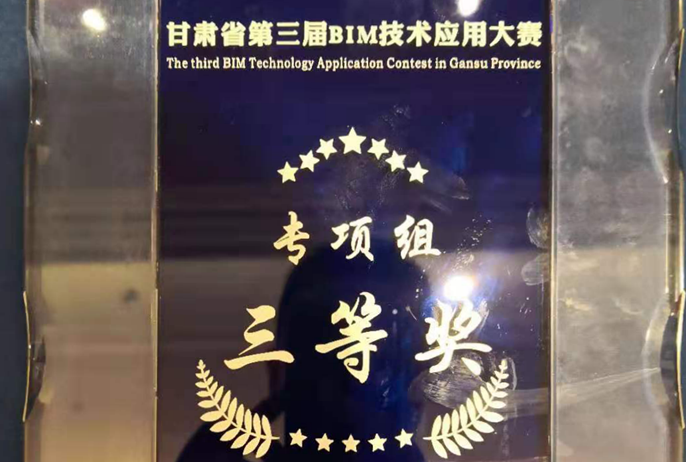 甘肃省第三届BIM技术应用大赛
The third BIM Technology Application Contest in Gansu Province
专项组
三等奖